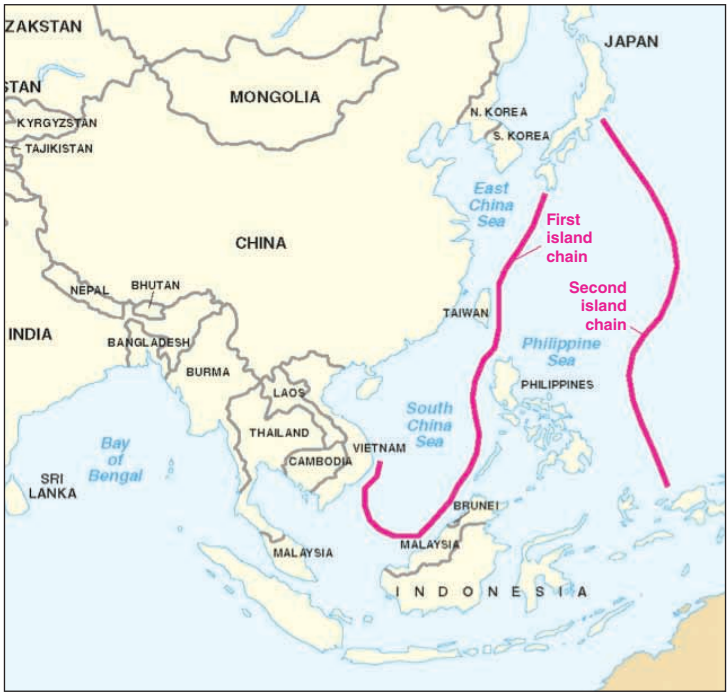 ZAKSTAN
JAPAN
STAN
MONGOLIA
N. KOREA
KYRGYZSTAN
S. KOREA
TAJIKISTAN
East
China
Sea
First
island
chain
CHINA
NEPAL
BHUTAN
Second
island
chain
TAIWAN
INDIA
BANGLADESH
Philippine
Sea
BURMA
PHILIPPINES
LAOS
South
China
Sea
THAILAND
VIETNAM
Bay
of
Bengal
CAMBODIA
SRI
LANKA
BRUNEI
MALAYSIA
MALAYSIA
INDONESIA